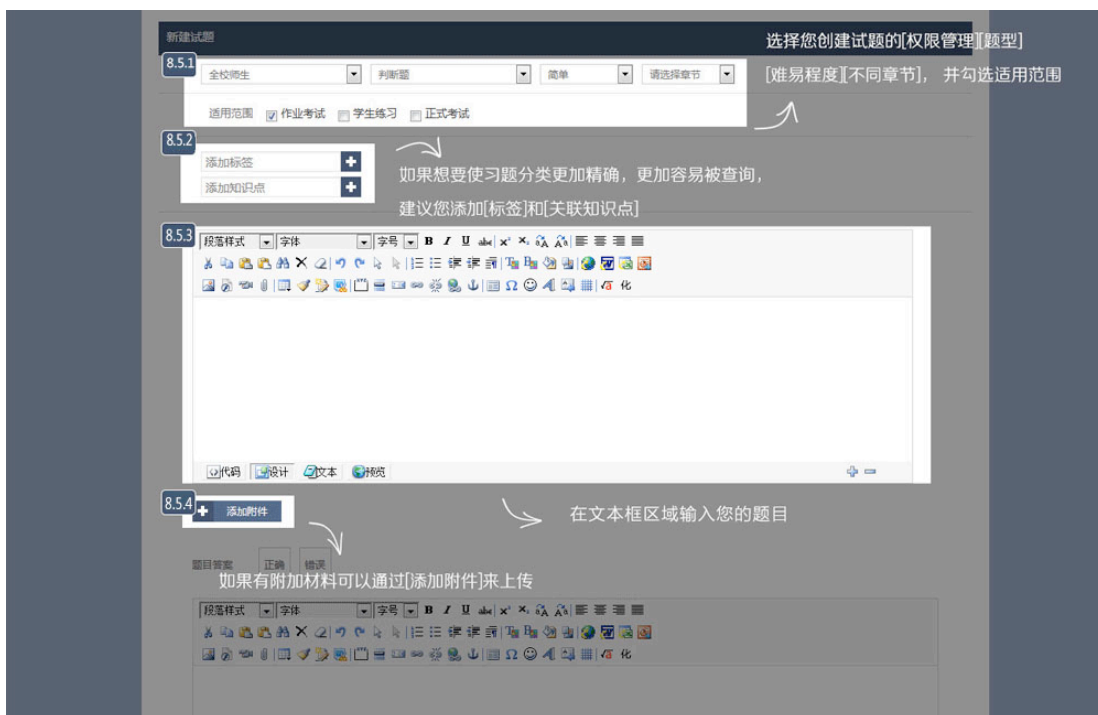 新建试题
选择您创建试题的[权限管理][题型]
8.5.1
全校师生 判断题 简单 请选择章节
[难易程度][不同章节]，并勾选适用范围
适用范围 作业考试 学生练习 正式考试
8.5.2
添加标签
添加知识点
如果想要使习题分类更加精确，更加容易被查询，
建议您添加[标签]和[关联知识点]
8.5.3
段落样式 字体 字号
代码 设计 文本 预览
8.5.4
添加附件
在文本框区域输入您的题目
题目答案 正确 错误
如果有附加材料可以通过[添加附件]来上传
段落样式 字体 字号